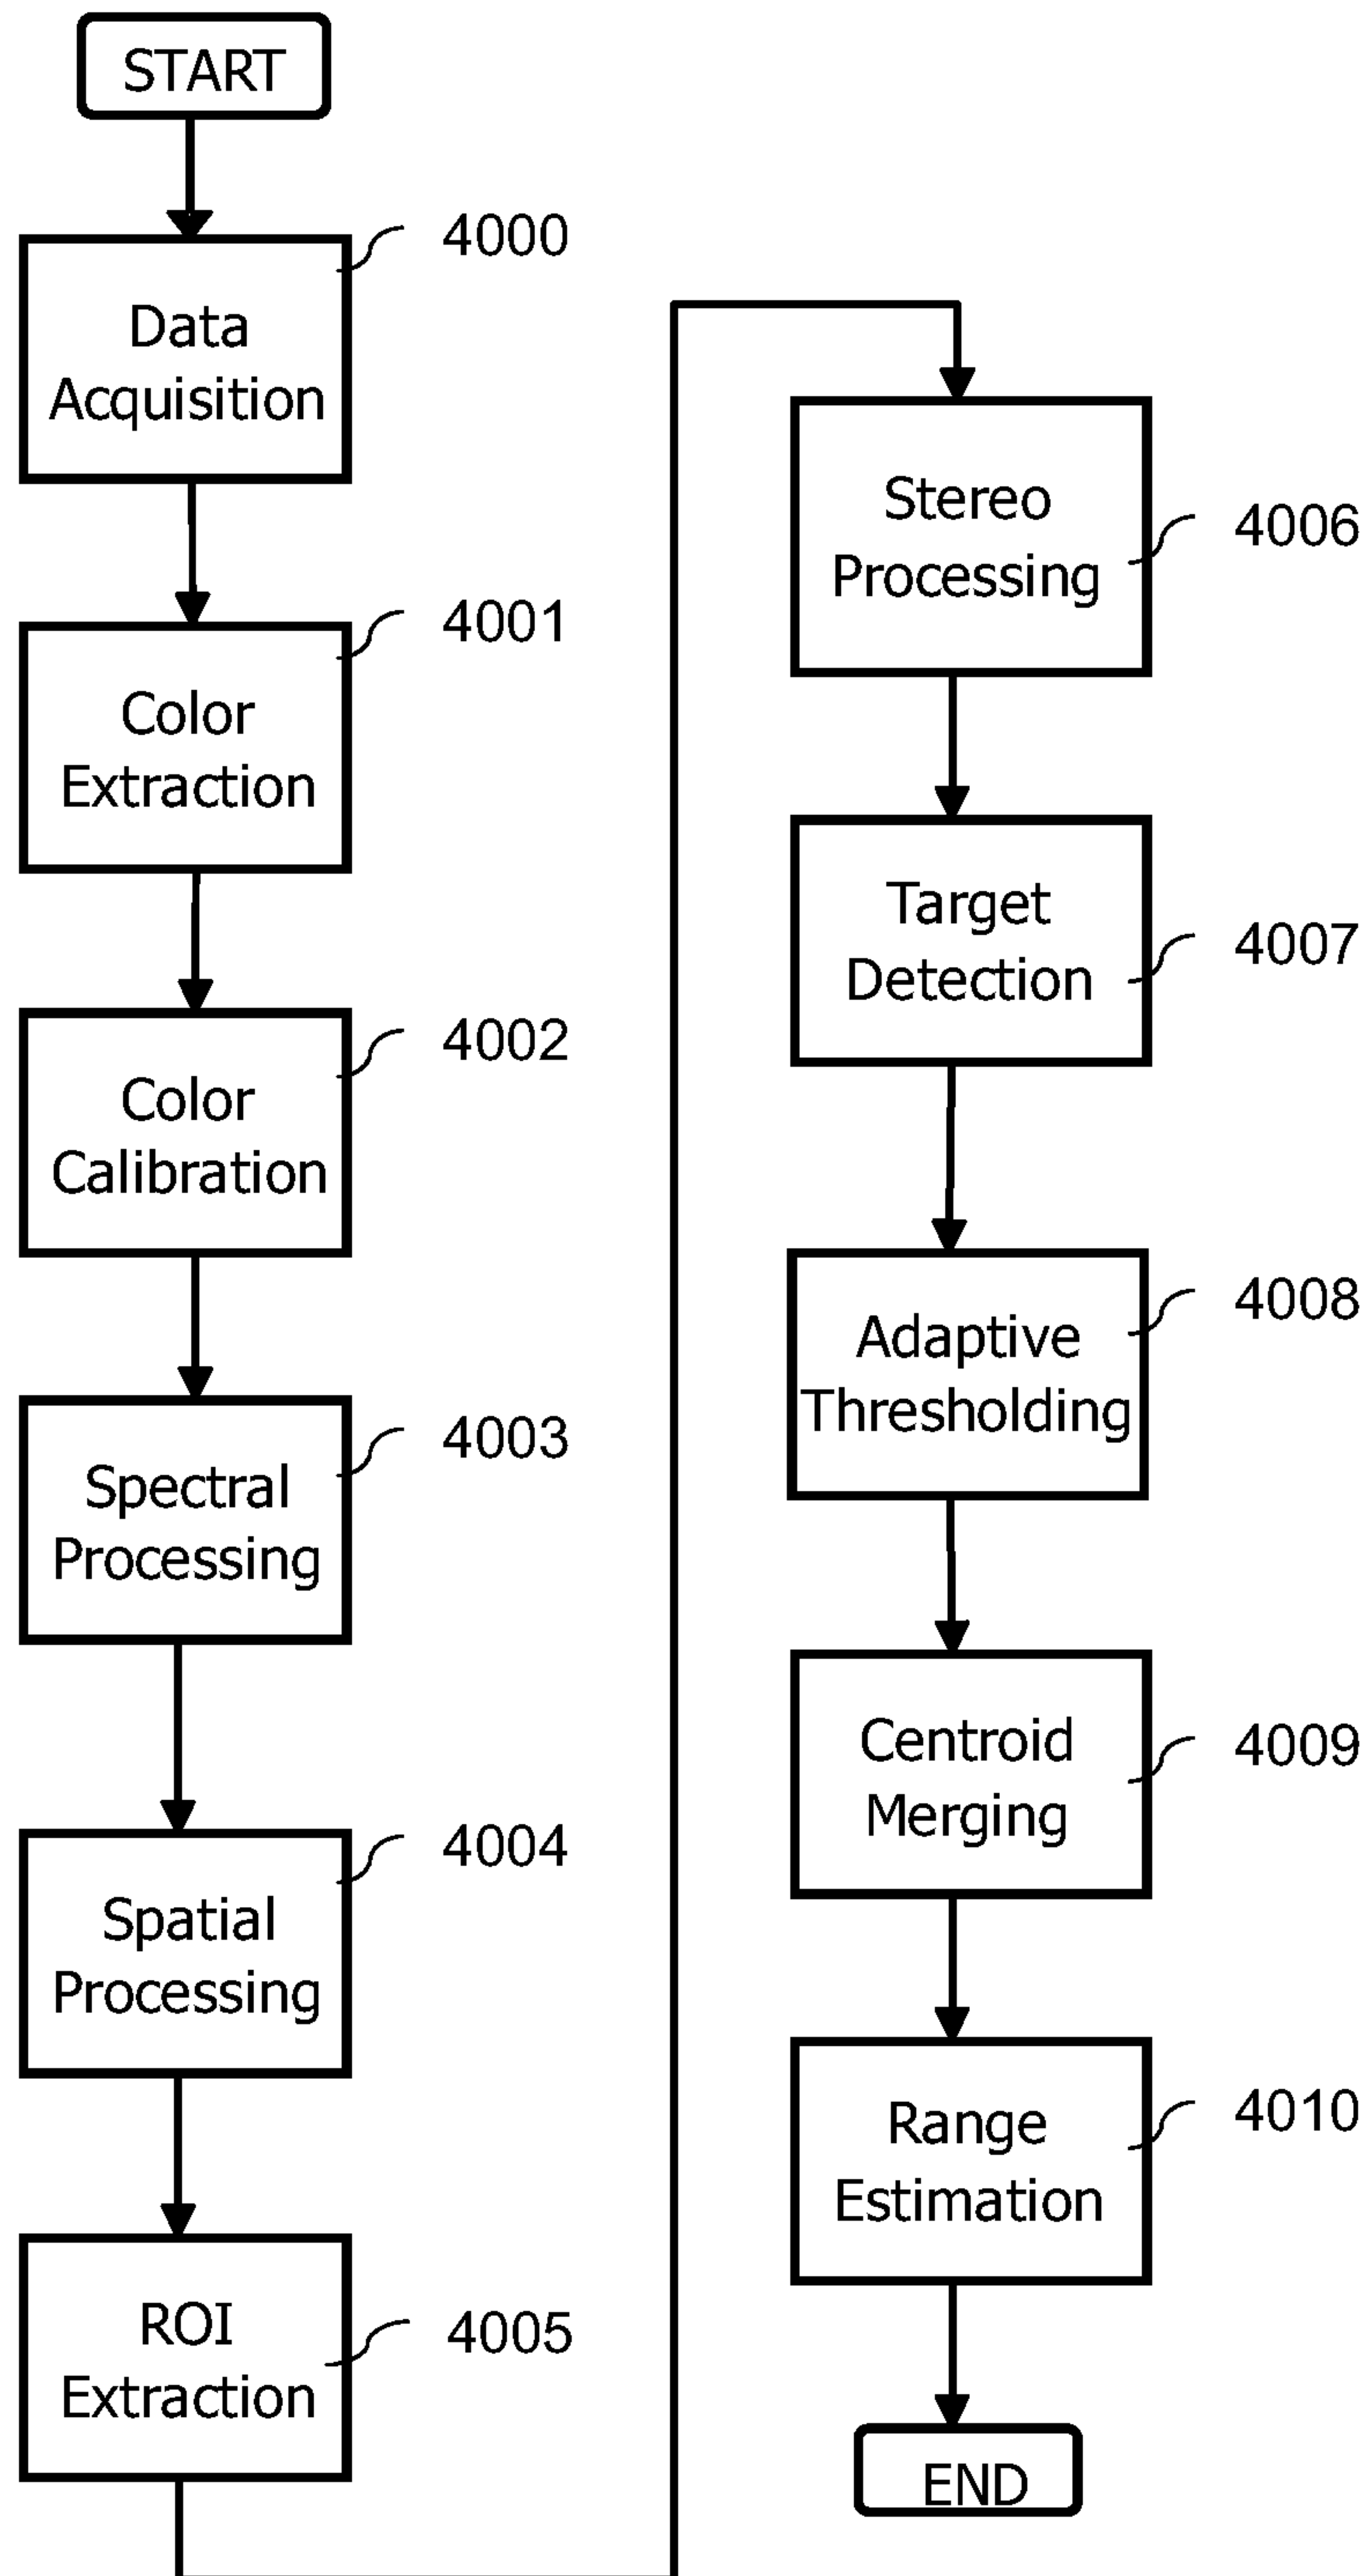 START
4000
Data
Acquisition
4001
Color
Extraction
4002
Color
Calibration
4003
Spectral
Processing
4004
Spatial
Processing
4005
ROI
Extraction
Stereo
Processing
4006
Target
Detection
4007
Adaptive
Thresholding
4008
Centroid
Merging
4009
Range
Estimation
4010
END